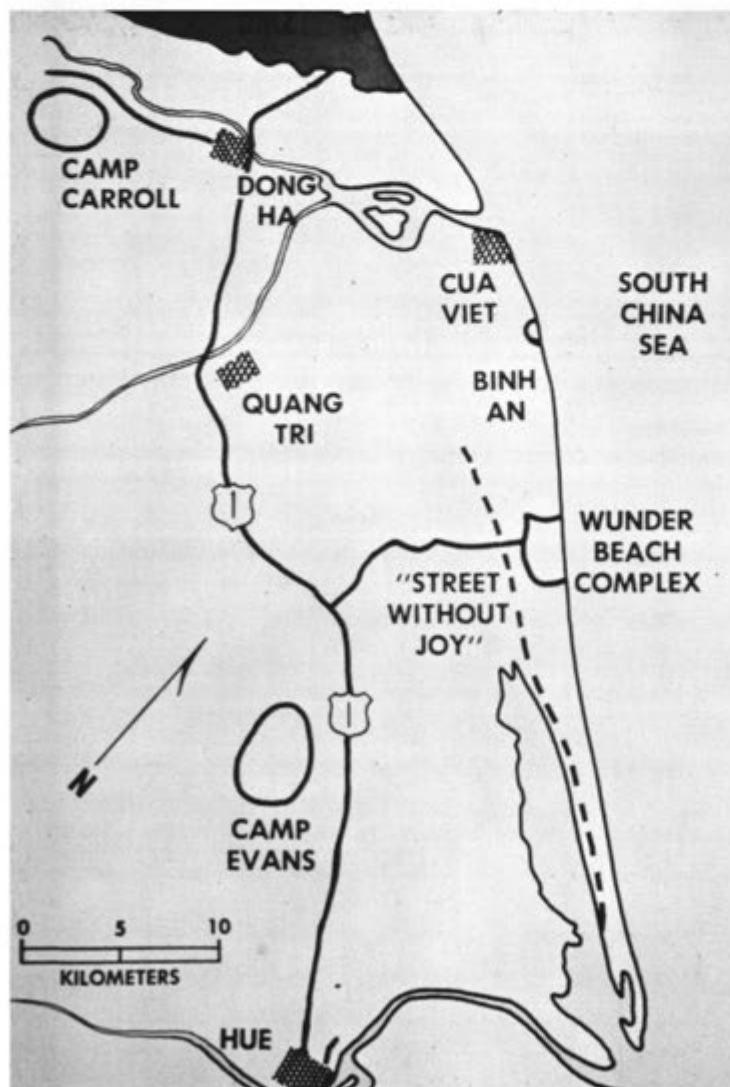 CAMP
CARROLL
DONG
HA
CUA
VIET
SOUTH
CHINA
SEA
BINH
AN
QUANG
TRI
1
WUNDER
BEACH
COMPLEX
"STREET
WITHOUT
JOY"
N
1
CAMP
EVANS
0 5 10
KILOMETERS
HUE